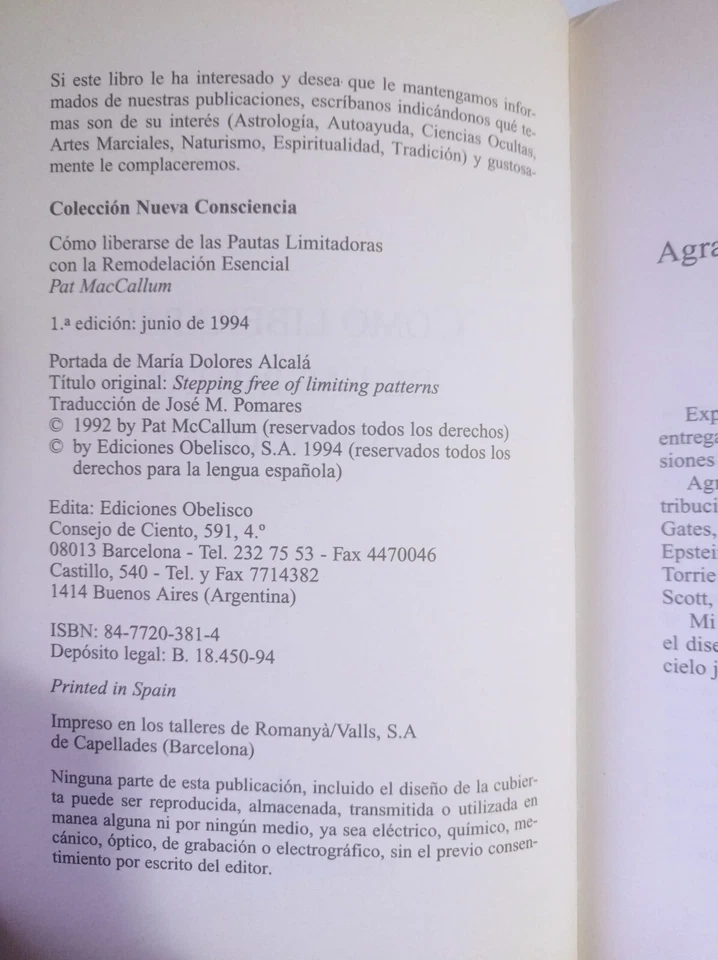 Si este libro le ha interesado y desea que le mantengamos infor-
mados de nuestras publicaciones, escríbanos indicándonos qué te-
mas son de su interés (Astrología, Autoayuda, Ciencias Ocultas,
Artes Marciales, Naturismo, Espiritualidad, Tradición) y gustosa-
mente le complaceremos.
Colección Nueva Consciencia
Cómo liberarse de las Pautas Limitadoras
con la Remodelación Esencial
Pat MacCallum
1.ª edición: junio de 1994
Portada de María Dolores Alcalá
Título original: Stepping free of limiting patterns
Traducción de José M. Pomares
© 1992 by Pat McCallum (reservados todos los derechos)
© by Ediciones Obelisco, S.A. 1994 (reservados todos los
derechos para la lengua española)
Edita: Ediciones Obelisco
Consejo de Ciento, 591, 4.º
08013 Barcelona - Tel. 232 75 53 - Fax 4470046
Castillo, 540 - Tel. y Fax 7714382
1414 Buenos Aires (Argentina)
ISBN: 84-7720-381-4
Depósito legal: B. 18.450-94
Printed in Spain
Impreso en los talleres de Romanyà/Valls, S.A
de Capellades (Barcelona)
Ninguna parte de esta publicación, incluido el diseño de la cubier-
ta puede ser reproducida, almacenada, transmitida o utilizada en
manea alguna ni por ningún medio, ya sea eléctrico, químico, me-
cánico, óptico, de grabación o electrográfico, sin el previo consen-
timiento por escrito del editor.
Agra
Exp
entrega
siones
Agr
tribuci
Gates,
Epstein
Torrie
Scott,
Mi
el dise
cielo j